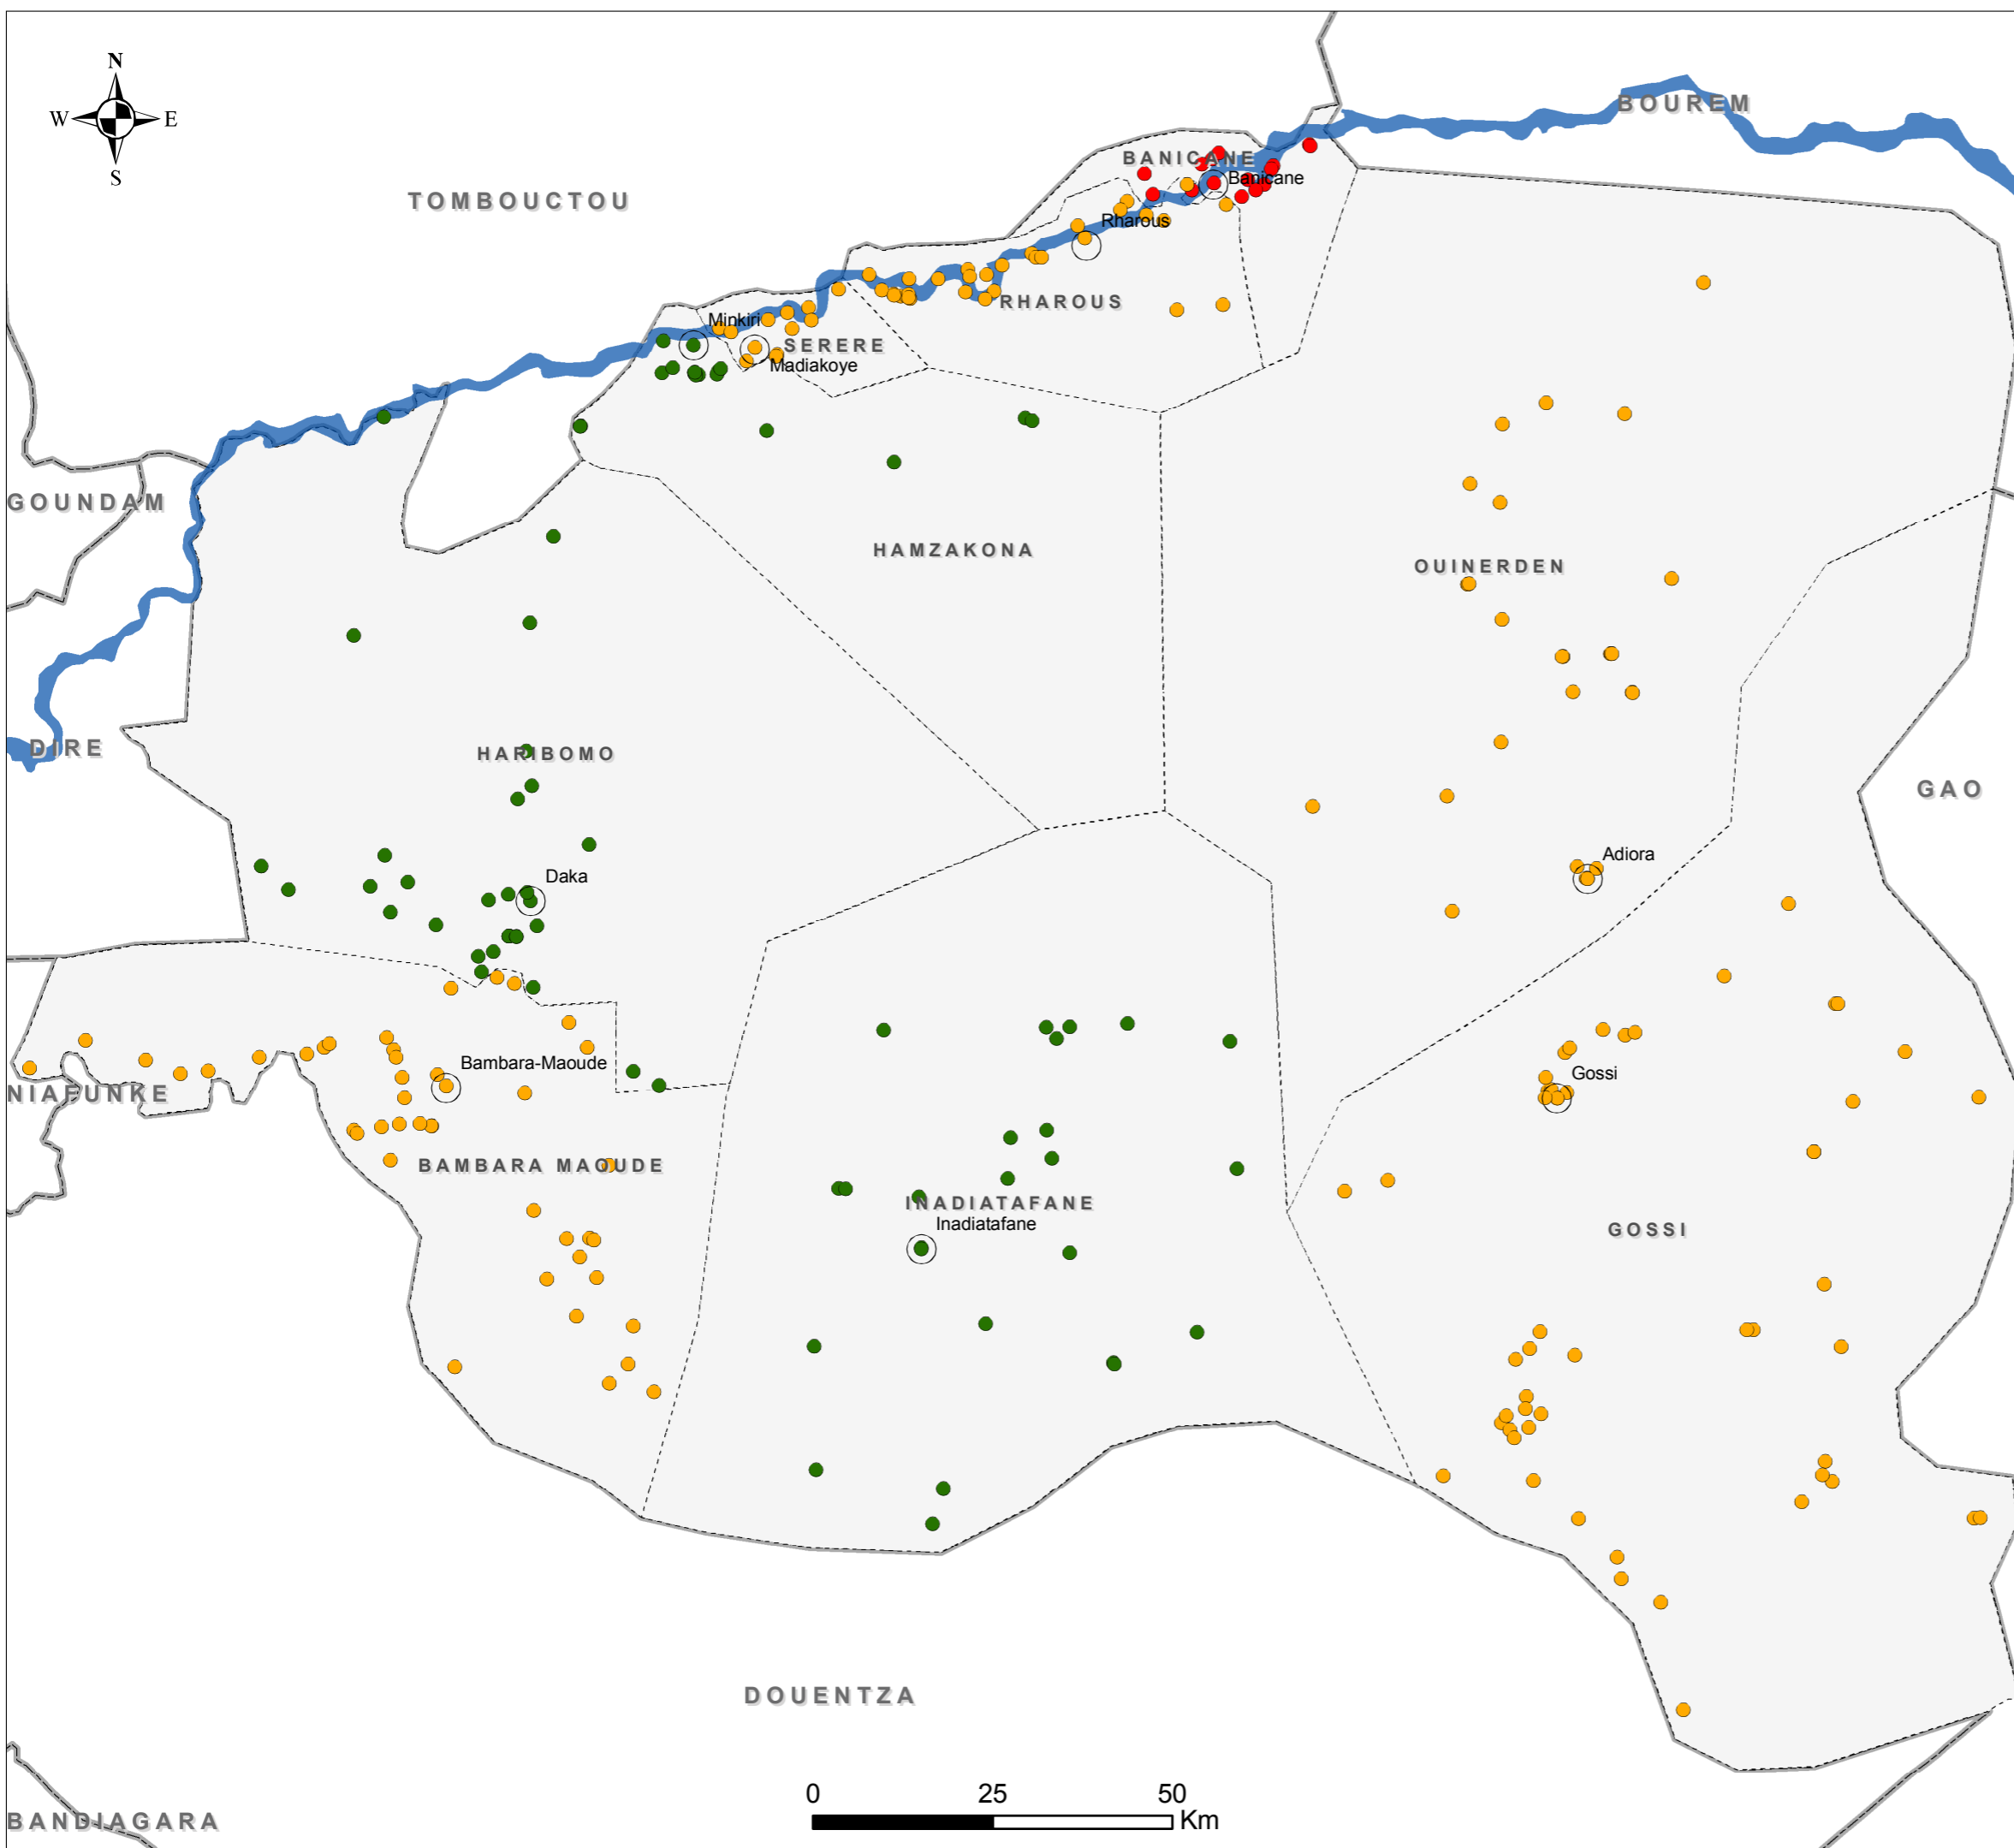 N
BOUREM
W
E
BANICANE
S
Banicane
TOMBOUCTOU
Rharous
RHAROUS
Minkiri
SERERE
Madiakoye
GOUNDAM
HAMZAKONA
OUINERDEN
DIRE
HARIBOMO
GAO
Adiora
Daka
Bambara-Maoude
Gossi
NIAFUNKE
BAMBARA MAOUDE
INADIATAFANE
Inadiatafane
GOSSI
DOUENTZA
0 25 50
Km
BANDIAGARA